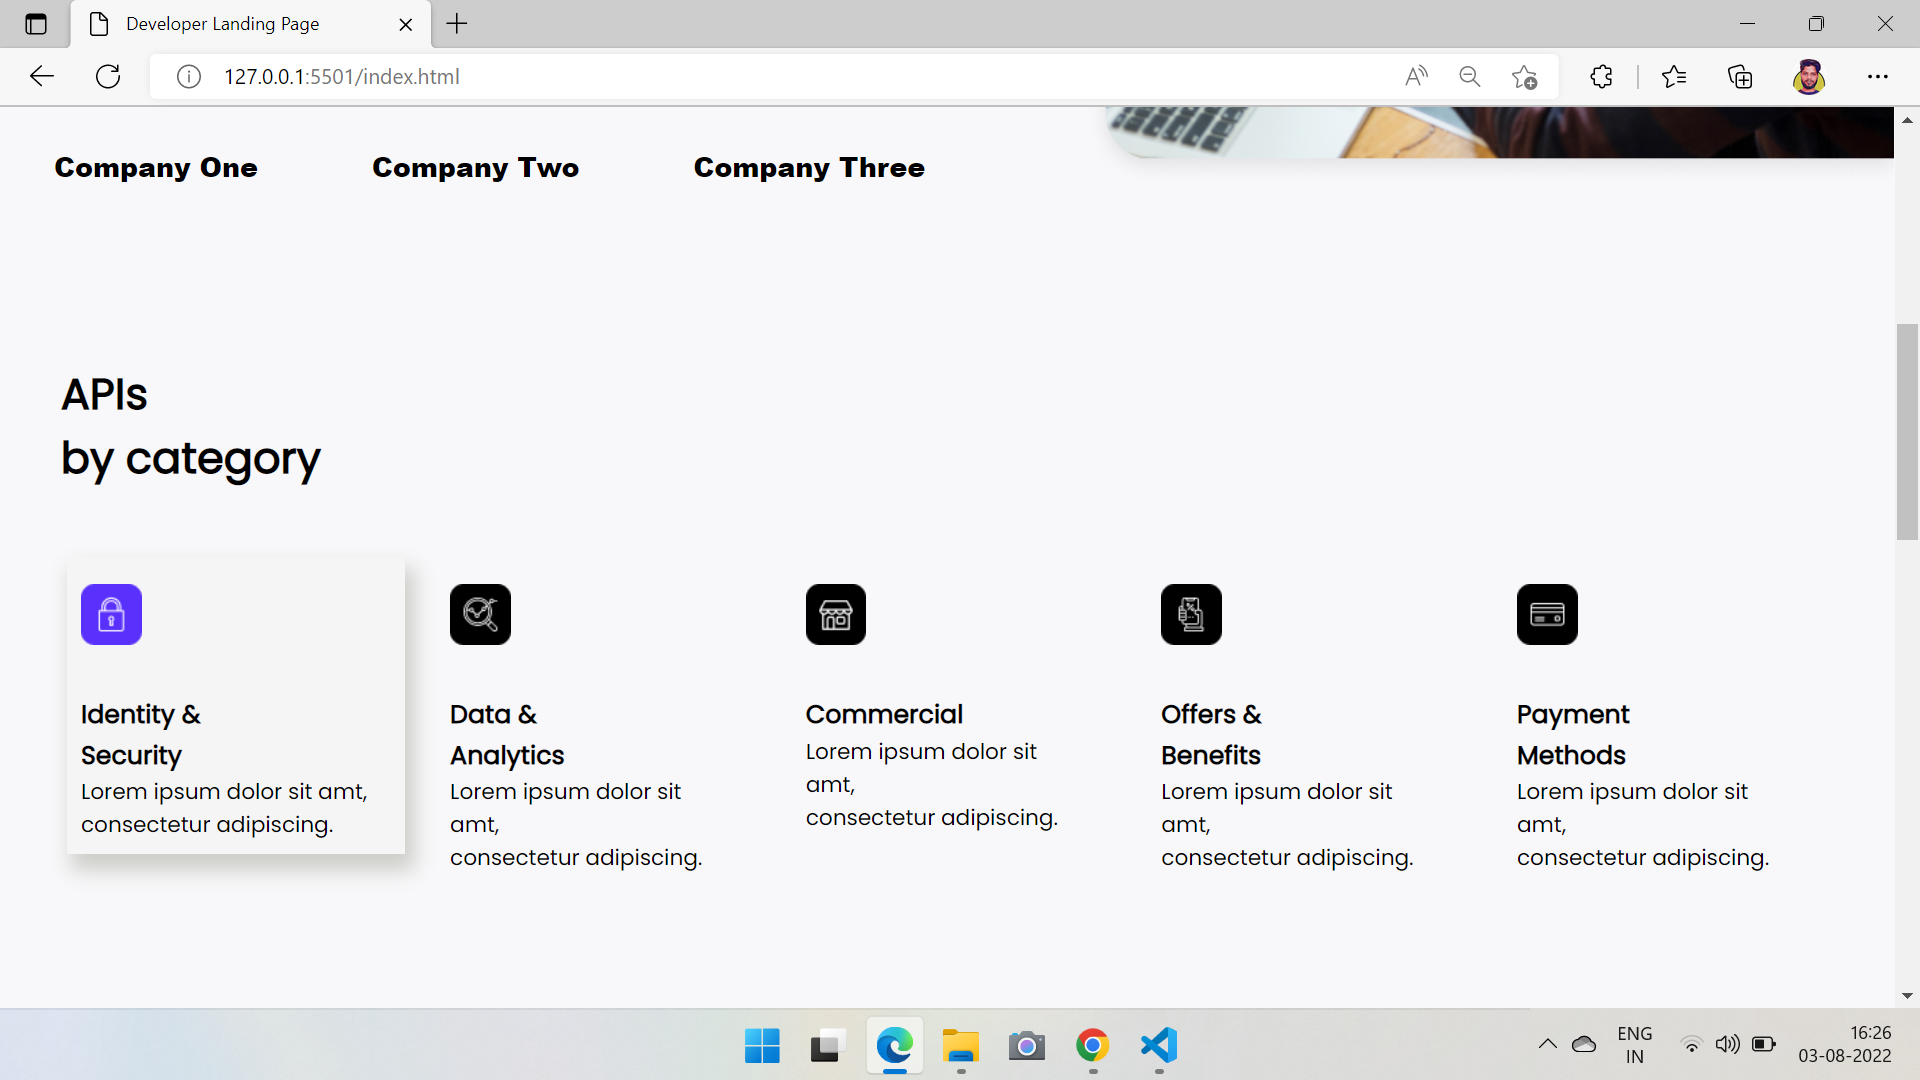 Developer Landing Page
127.0.0.1:5501/index.html
Company One
Company Two
Company Three
APIs
by category
Identity &
Security
Lorem ipsum dolor sit amt,
consectetur adipiscing.
Data &
Analytics
Lorem ipsum dolor sit
amt,
consectetur adipiscing.
Commercial
Lorem ipsum dolor sit
amt,
consectetur adipiscing.
Offers &
Benefits
Lorem ipsum dolor sit
amt,
consectetur adipiscing.
Payment
Methods
Lorem ipsum dolor sit
amt,
consectetur adipiscing.
ENG
IN
16:26
03-08-2022